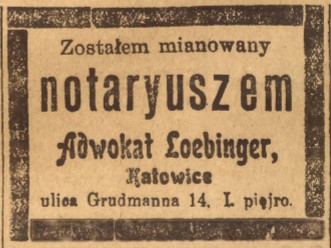 Zostałem mianowany
notaryuszem
Adwokat Loebinger,
Katowice
ulica Grudmanna 14, I. piętro.